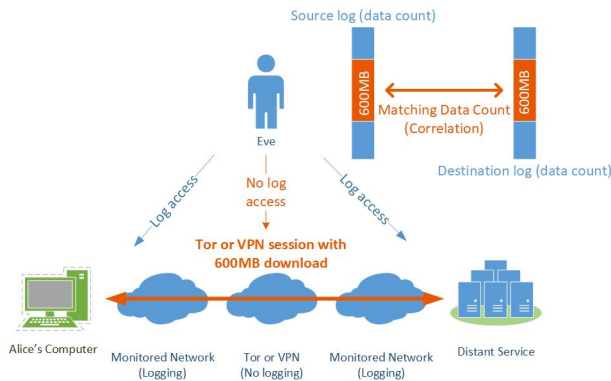 Source log (data count)
600MB
600MB
Matching Data Count
(Correlation)
Destination log (data count)
Eve
Log access
No log
access
Log access
Tor or VPN session with
600MB download
Alice's Computer
Monitored Network
(Logging)
Tor or VPN
(No logging)
Monitored Network
(Logging)
Distant Service